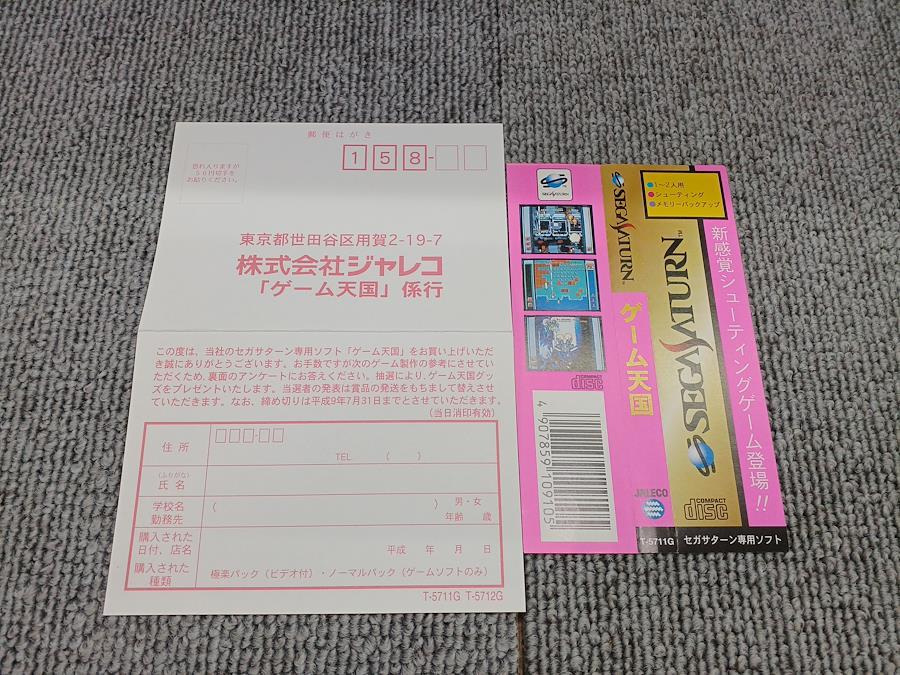 郵便はがき
恐れ入りますが
50円切手を
お貼りください。
158-
東京都世田谷区用賀2-19-7
株式会社ジャレコ
「ゲーム天国」係行
この度は、当社のセガサターン専用ソフト「ゲーム天国」をお買い上げいただ
き誠にありがとうございます。お手数ですが次のゲーム製作の参考にさせてい
ただくため、裏面のアンケートにお答えください。抽選により、ゲーム天国グッ
ズをプレゼントいたします。当選者の発表は賞品の発送をもちまして替えさせ
ていただきます。なお、締め切りは平成9年7月31日までとさせていただきます。
(当日消印有効)
住所
TEL ( )
(ふりがな)
氏名
学校名
勤務先
( )
男・女
年齢 歳
購入された
日付、店名
平成 年 月 日
購入された
種類
極楽パック(ビデオ付)・ノーマルパック(ゲームソフトのみ)
T-5711G T-5712G
SEGA SATURN
COMPACT
disc
4 907859 109105
SEGA SATURN
TM
ゲーム天国
JALECO
T-5711G
1〜2人用
シューティング
メモリーバックアップ
SEGA SATURN
TM
COMPACT
disc
新感覚シューティングゲーム登場!!
セガサターン専用ソフト